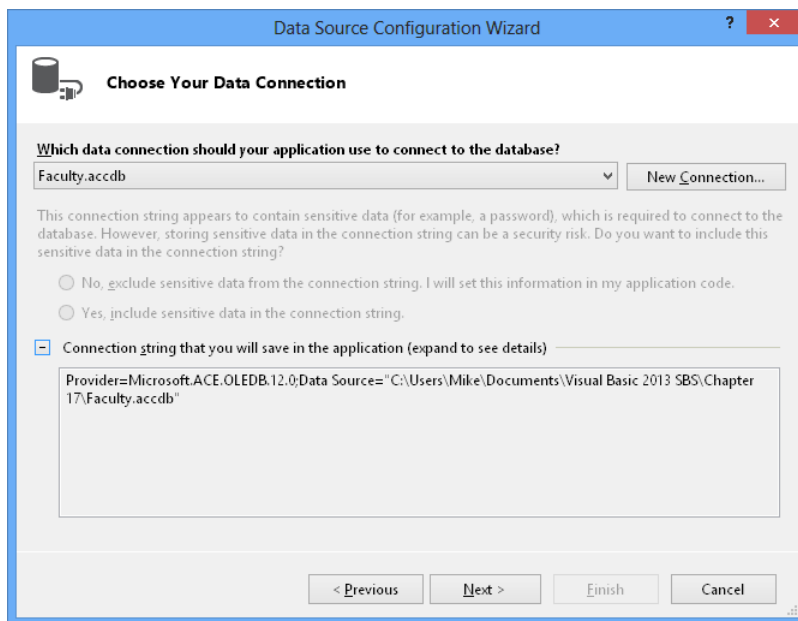 Data Source Configuration Wizard
?
Choose Your Data Connection
Which data connection should your application use to connect to the database?
Faculty.accdb
New Connection...
This connection string appears to contain sensitive data (for example, a password), which is required to connect to the
database. However, storing sensitive data in the connection string can be a security risk. Do you want to include this
sensitive data in the connection string?
No, exclude sensitive data from the connection string. I will set this information in my application code.
Yes, include sensitive data in the connection string.
Connection string that you will save in the application (expand to see details)
Provider=Microsoft.ACE.OLEDB.12.0;Data Source="C:\Users\Mike\Documents\Visual Basic 2013 SBS\Chapter
17\Faculty.accdb"
< Previous
Next >
Finish
Cancel